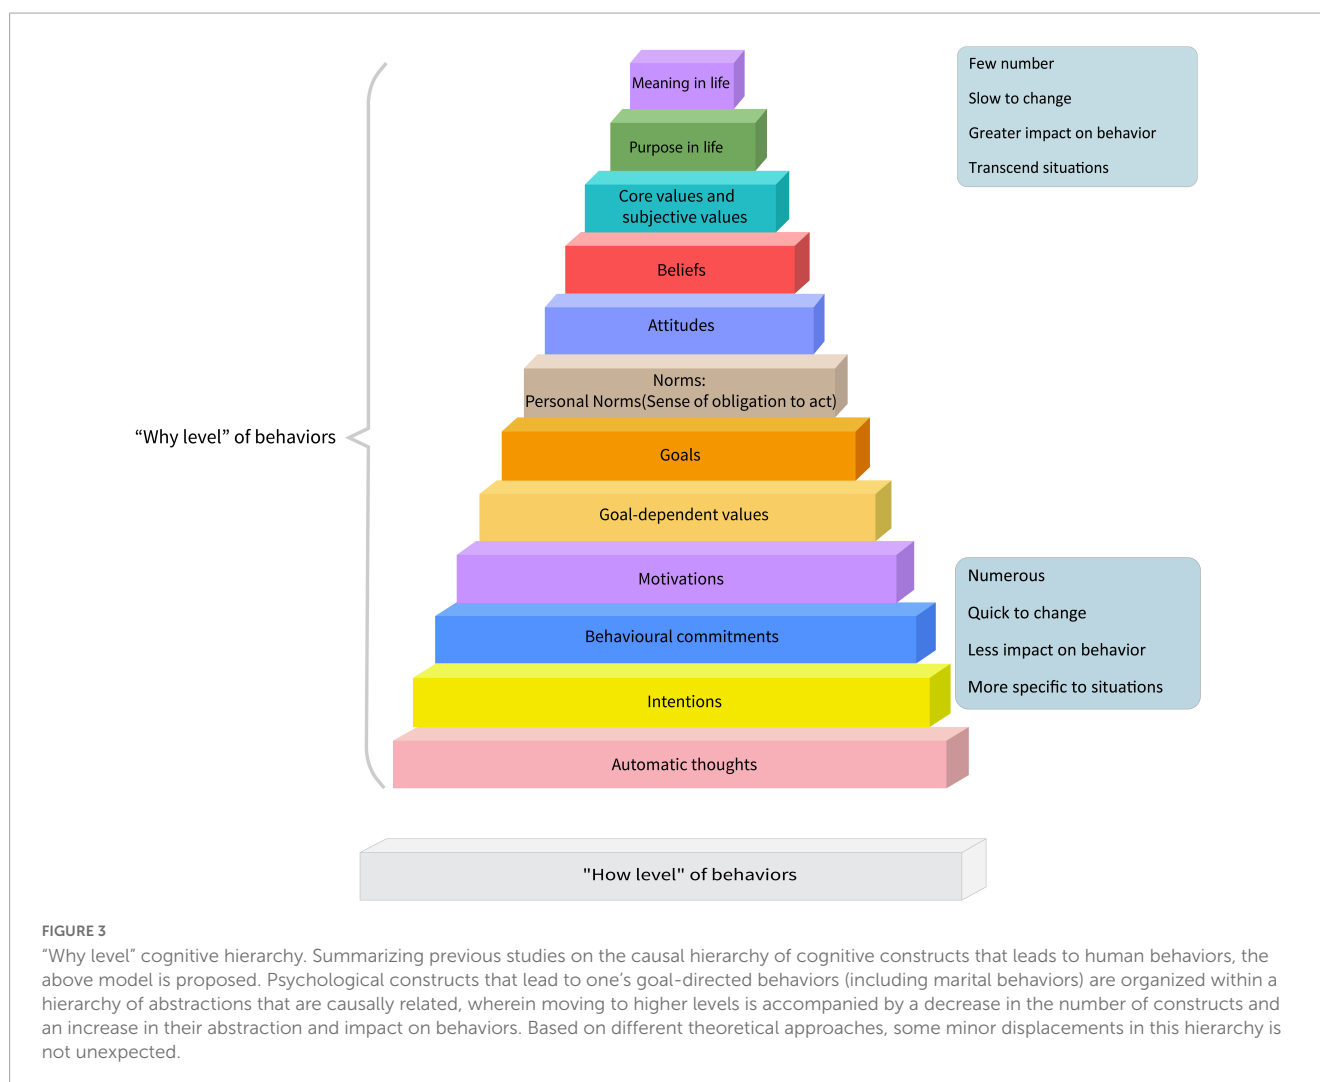 Meaning in life
Purpose in life
Core values and
subjective values
Beliefs
Attitudes
Norms:
Personal Norms(Sense of obligation to act)
Goals
Goal-dependent values
Motivations
Behavioural commitments
Intentions
Automatic thoughts
“Why level” of behaviors
Few number
Slow to change
Greater impact on behavior
Transcend situations
Numerous
Quick to change
Less impact on behavior
More specific to situations
"How level" of behaviors
FIGURE 3
“Why level” cognitive hierarchy. Summarizing previous studies on the causal hierarchy of cognitive constructs that leads to human behaviors, the
above model is proposed. Psychological constructs that lead to one’s goal-directed behaviors (including marital behaviors) are organized within a
hierarchy of abstractions that are causally related, wherein moving to higher levels is accompanied by a decrease in the number of constructs and
an increase in their abstraction and impact on behaviors. Based on different theoretical approaches, some minor displacements in this hierarchy is
not unexpected.